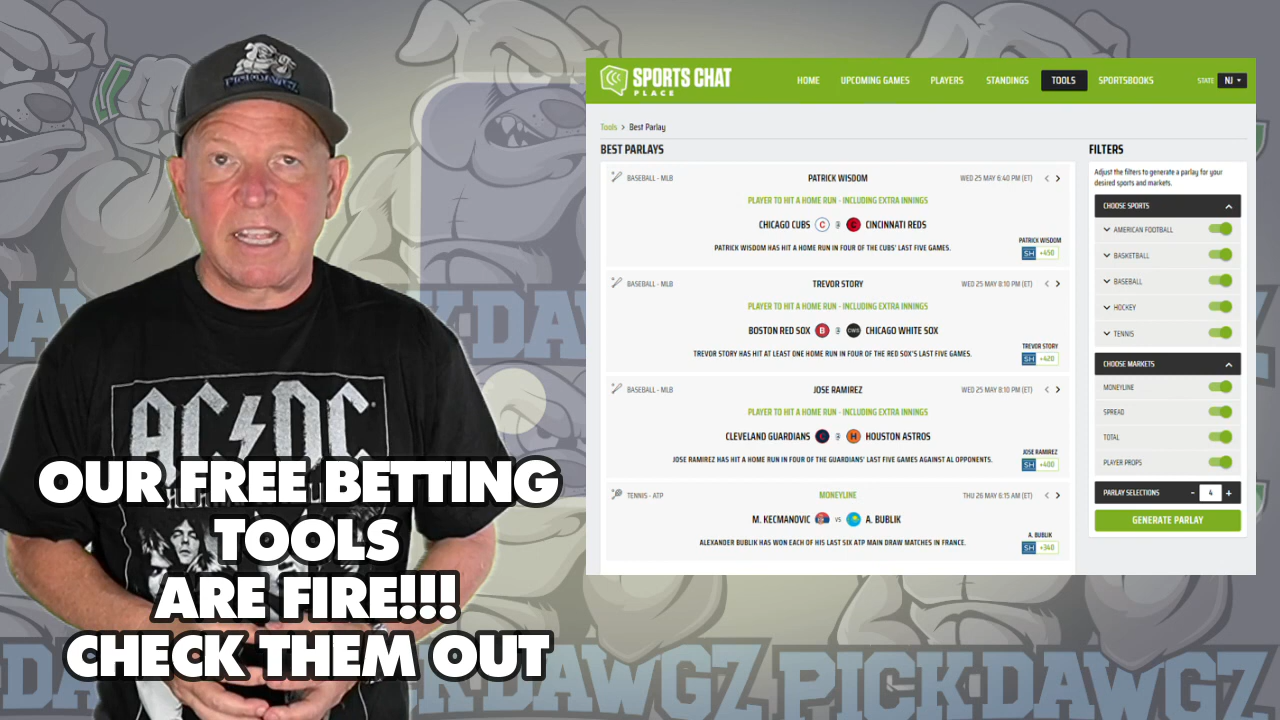 PICKDAWGZ
AC/DC
OUR FREE BETTING
TOOLS
ARE FIRE!!!
CHECK THEM OUT
SPORTS CHAT
PLACE
HOME
UPCOMING GAMES
PLAYERS
STANDINGS
TOOLS
SPORTSBOOKS
STATE
NJ
Tools > Best Parlay
BEST PARLAYS
BASEBALL - MLB
PATRICK WISDOM
WED 25 MAY 6:40 PM (ET)
PLAYER TO HIT A HOME RUN - INCLUDING EXTRA INNINGS
CHICAGO CUBS C @ C CINCINNATI REDS
PATRICK WISDOM HAS HIT A HOME RUN IN FOUR OF THE CUBS' LAST FIVE GAMES.
PATRICK WISDOM
SH +450
BASEBALL - MLB
TREVOR STORY
WED 25 MAY 8:10 PM (ET)
PLAYER TO HIT A HOME RUN - INCLUDING EXTRA INNINGS
BOSTON RED SOX B @ CWS CHICAGO WHITE SOX
TREVOR STORY HAS HIT AT LEAST ONE HOME RUN IN FOUR OF THE RED SOX'S LAST FIVE GAMES.
TREVOR STORY
SH +420
BASEBALL - MLB
JOSE RAMIREZ
WED 25 MAY 8:10 PM (ET)
PLAYER TO HIT A HOME RUN - INCLUDING EXTRA INNINGS
CLEVELAND GUARDIANS C @ H HOUSTON ASTROS
JOSE RAMIREZ HAS HIT A HOME RUN IN FOUR OF THE GUARDIANS' LAST FIVE GAMES AGAINST AL OPPONENTS.
JOSE RAMIREZ
SH +400
TENNIS - ATP
MONEYLINE
THU 26 MAY 6:15 AM (ET)
M. KECMANOVIC VS A. BUBLIK
ALEXANDER BUBLIK HAS WON EACH OF HIS LAST SIX ATP MAIN DRAW MATCHES IN FRANCE.
A. BUBLIK
SH +340
FILTERS
Adjust the filters to generate a parlay for your
desired sports and markets.
CHOOSE SPORTS
AMERICAN FOOTBALL
BASKETBALL
BASEBALL
HOCKEY
TENNIS
CHOOSE MARKETS
MONEYLINE
SPREAD
TOTAL
PLAYER PROPS
PARLAY SELECTIONS - 4 +
GENERATE PARLAY
PICKDAWGZ
PICKDAWGZ